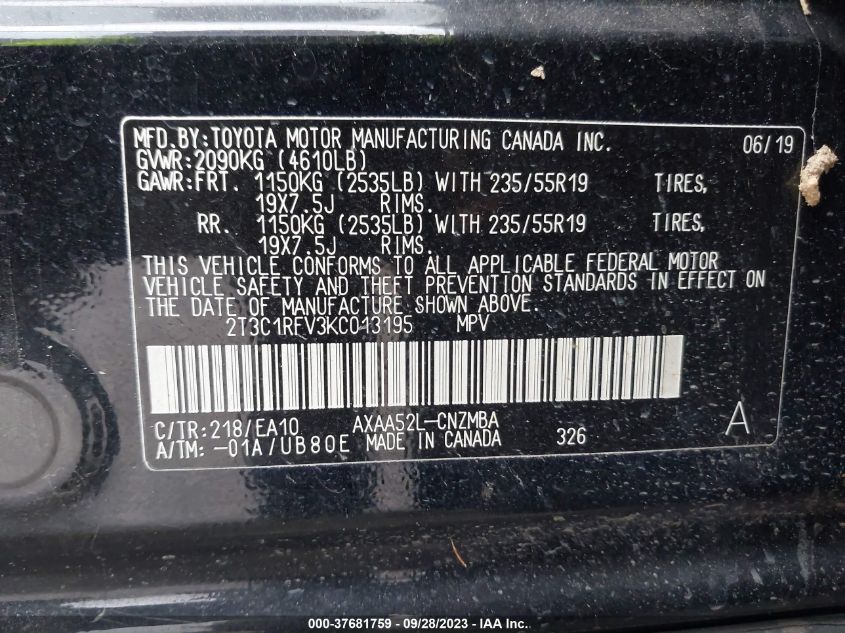 MFD.BY:TOYOTA MOTOR MANUFACTURING CANADA INC. 06/19
GVWR:2090KG (4610LB)
GAWR:FRT. 1150KG (2535LB) WITH 235/55R19 TIRES,
19X7.5J RIMS.
RR. 1150KG (2535LB) WITH 235/55R19 TIRES,
19X7.5J RIMS.
THIS VEHICLE CONFORMS TO ALL APPLICABLE FEDERAL MOTOR
VEHICLE SAFETY AND THEFT PREVENTION STANDARDS IN EFFECT ON
THE DATE OF MANUFACTURE SHOWN ABOVE.
2T3C1RFV3KC013195 MPV
C/TR:218/EA10 AXAA52L-CNZMBA A
A/TM: -01A/UB80E MADE IN CANADA 326
000-37681759 - 09/28/2023 - IAA Inc.